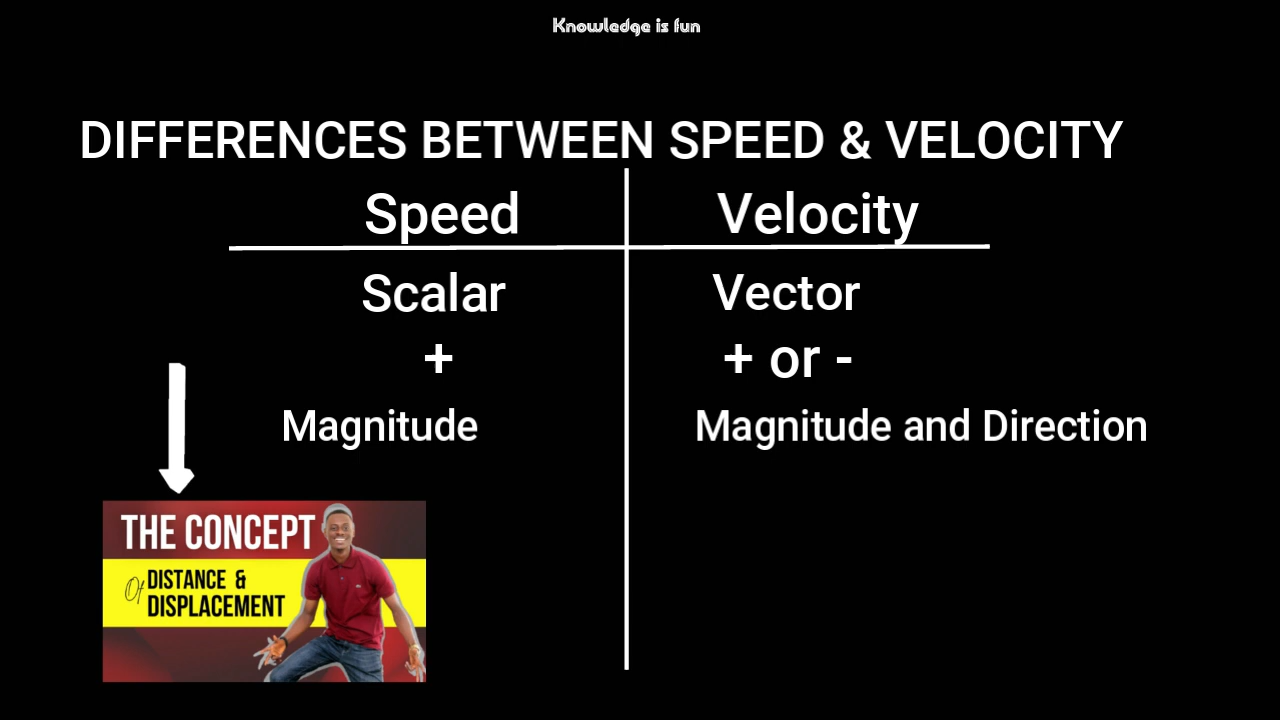 Knowledge is fun
DIFFERENCES BETWEEN SPEED & VELOCITY
Speed Velocity
Scalar Vector
+ + or -
Magnitude Magnitude and Direction
THE CONCEPT
Of DISTANCE &
DISPLACEMENT